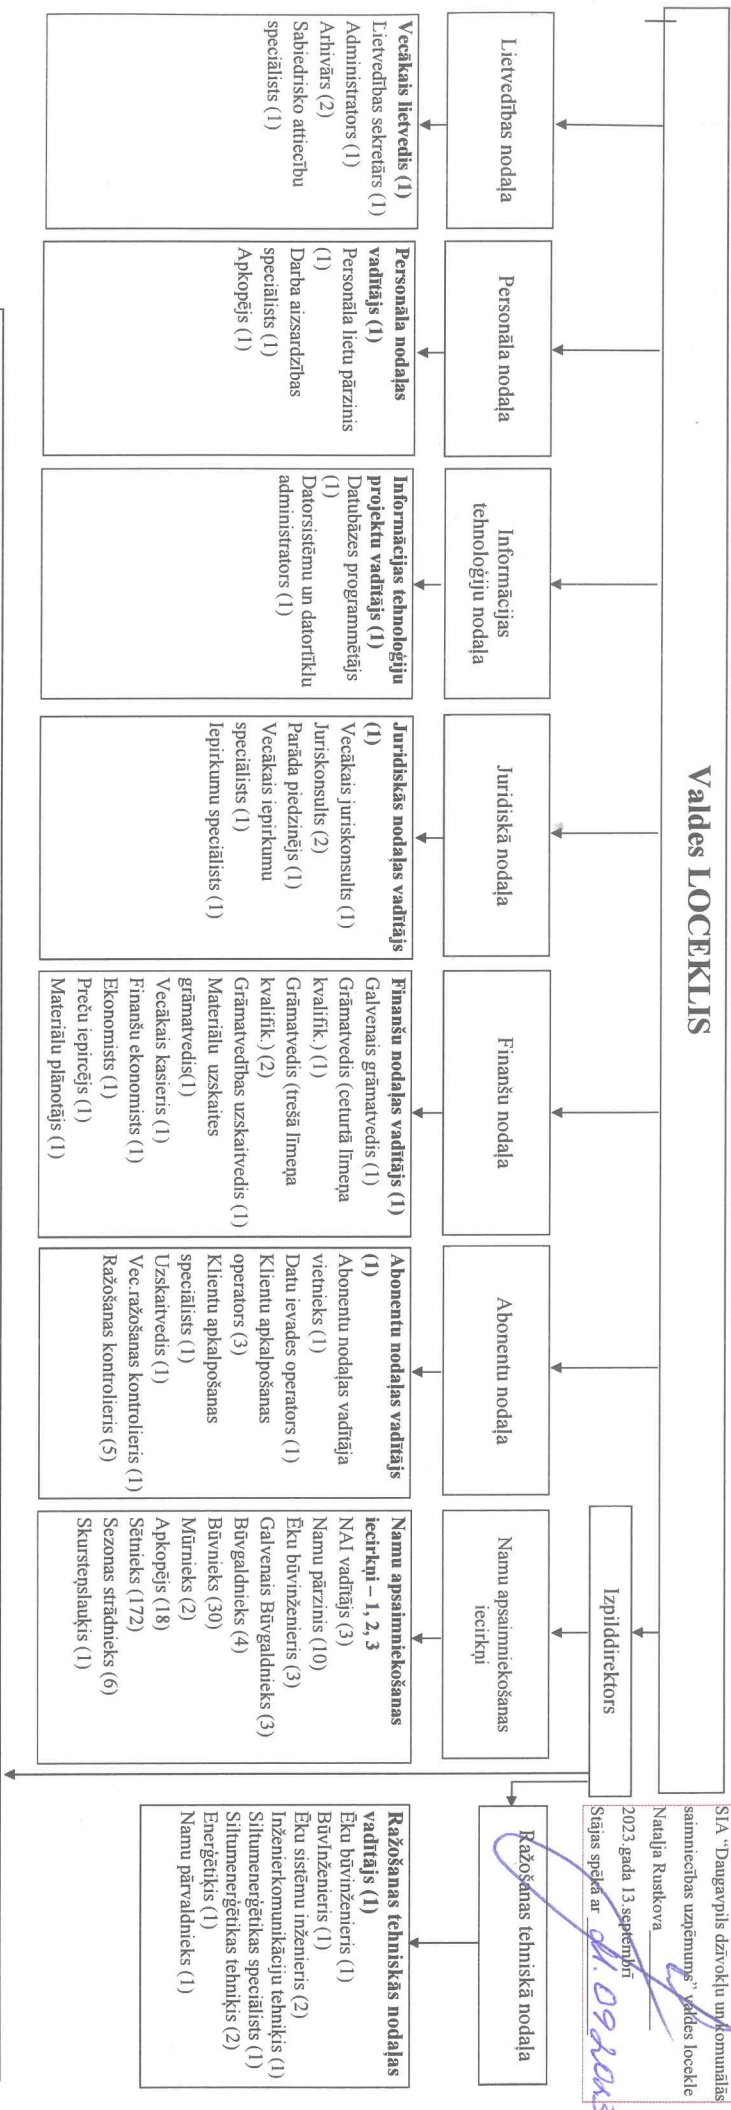 SIA “Daugavpils dzīvokļu un komunālās
saimniecības uzņēmums” valdes locekle
Natalja Rustkova
2023.gada 13.septembrī
Stājas spēkā ar
Valdes LOCEKLIS
Izpilddirektors
Lietvedības nodaļa
Vecākais lietvedis (1)
Lietvedības sekretārs (1)
Administrators (1)
Arhivārs (2)
Sabiedrisko attiecību
speciālists (1)
Personāla nodaļa
Personāla nodaļas
vadītājs (1)
Personāla lietu pārzinis
(1)
Darba aizsardzības
speciālists (1)
Apkopējs (1)
Informācijas
tehnoloģiju nodaļa
Informācijas tehnoloģiju
projektu vadītājs (1)
Datubāzes programmētājs
(1)
Datorsistēmu un datortīklu
administrators (1)
Juridiskā nodaļa
Juridiskās nodaļas vadītājs
(1)
Vecākais juriskonsults (1)
Juriskonsults (2)
Parāda piedzinējs (1)
Vecākais iepirkumu
speciālists (1)
Iepirkumu speciālists (1)
Finanšu nodaļa
Finanšu nodaļas vadītājs (1)
Galvenais grāmatvedis (1)
Grāmatvedis (ceturtā līmeņa
kvalifik.) (1)
Grāmatvedis (trešā līmeņa
kvalifik.) (2)
Grāmatvedības uzskaitvedis (1)
Materiālu uzskaites
grāmatvedis(1)
Vecākais kasieris (1)
Finanšu ekonomists (1)
Ekonomists (1)
Preču iepircējs (1)
Materiālu plānotājs (1)
Abonentu nodaļa
Abonentu nodaļas vadītājs
(1)
Abonentu nodaļas vadītāja
vietnieks (1)
Datu ievades operators (1)
Klientu apkalpošanas
operators (3)
Klientu apkalpošanas
speciālists (1)
Uzskaitvedis (1)
Vec.ražošanas kontrolieris (1)
Ražošanas kontrolieris (5)
Namu apsaimniekošanas
iecirkņi
Namu apsaimniekošanas
iecirkņi – 1, 2, 3
NAI vadītājs (3)
Namu pārzinis (10)
Ēku būvinženieris (3)
Galvenais Būvgaldnieks (3)
Būvgaldnieks (4)
Būvnieks (30)
Mūrnieks (2)
Apkopējs (18)
Sētnieks (172)
Sezonas strādnieks (6)
Skursteņslauķis (1)
Ražošanas tehniskā nodaļa
Ražošanas tehniskās nodaļas
vadītājs (1)
Ēku būvinženieris (1)
BūvInženieris (1)
Ēku sistēmu inženieris (2)
Inženierkomunikāciju tehniķis (1)
Siltumenerģētikas speciālists (1)
Siltumenerģētikas tehniķis (2)
Enerģētiķis (1)
Namu pārvaldnieks (1)